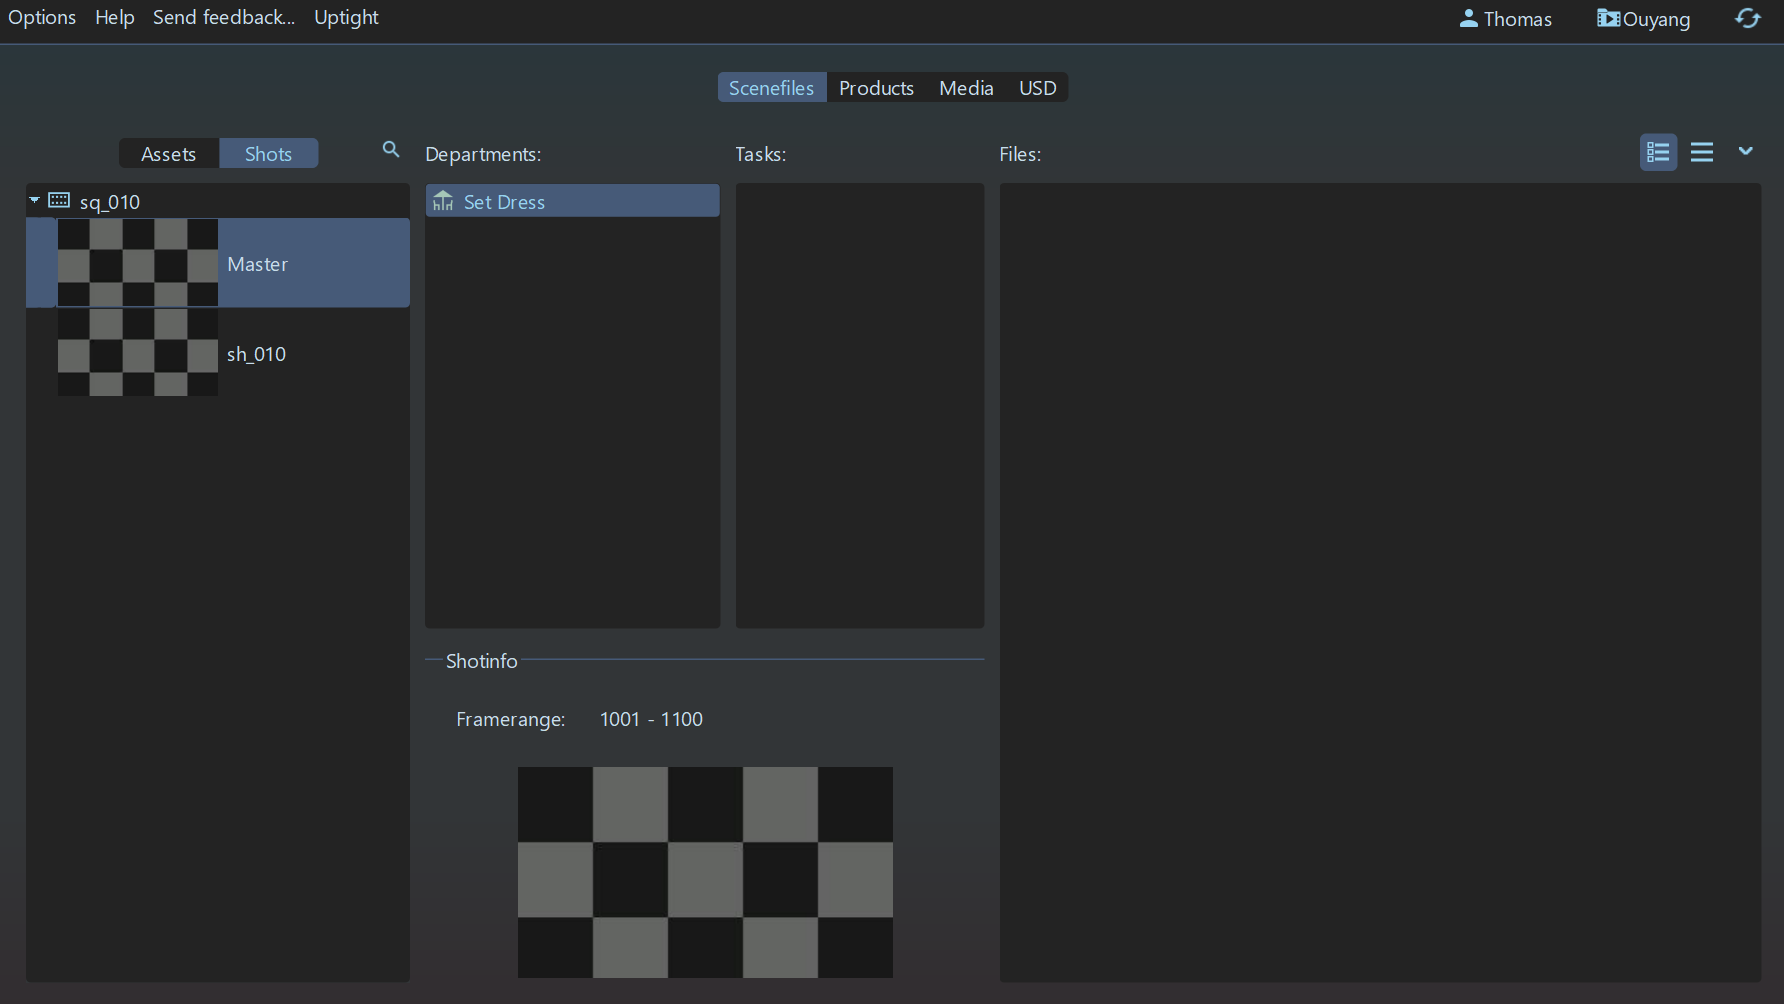 Options Help Send feedback... Uptight Thomas Ouyang
Scenefiles Products Media USD
Assets Shots Departments: Tasks: Files:
sq_010 Set Dress
Master
sh_010
Shotinfo
Framerange: 1001 - 1100